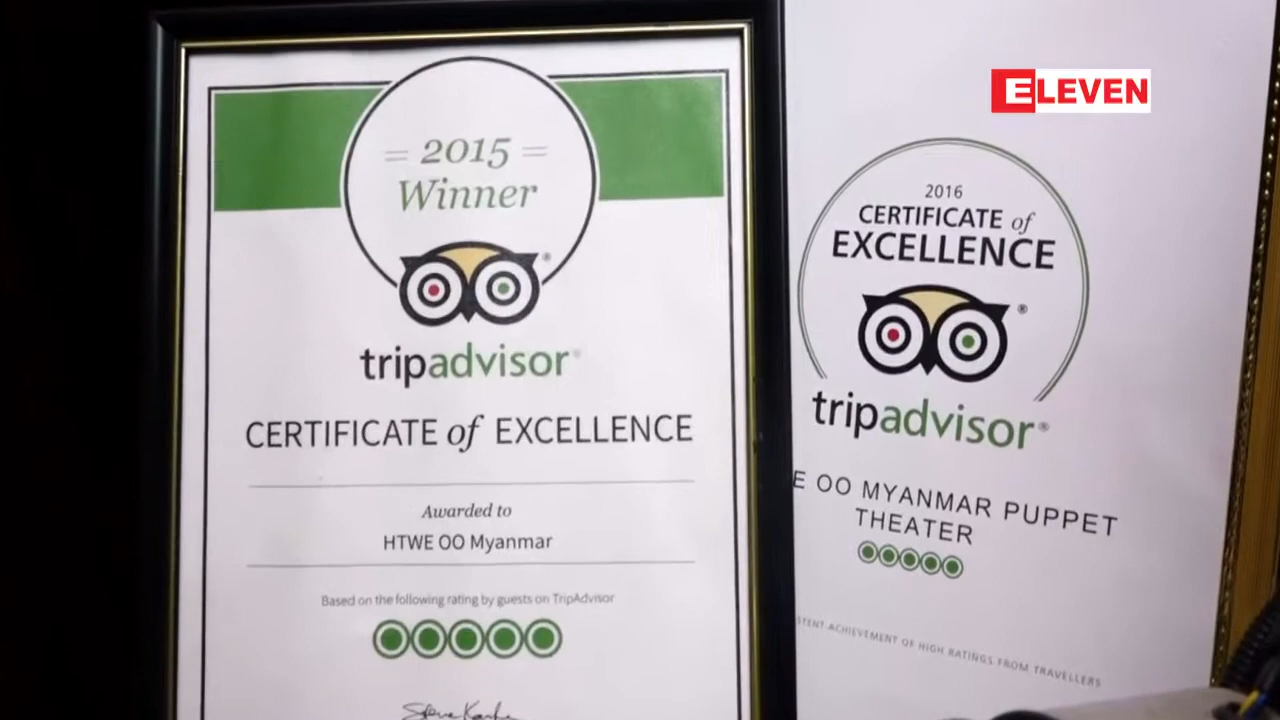 = 2015 =
Winner
tripadvisor®
CERTIFICATE of EXCELLENCE
Awarded to
HTWE OO Myanmar
Based on the following rating by guests on TripAdvisor
ELEVEN
2016
CERTIFICATE of
EXCELLENCE
tripadvisor®
E OO MYANMAR PUPPET
THEATER
ACHIEVEMENT OF HIGH RATINGS FROM TRAVELLERS